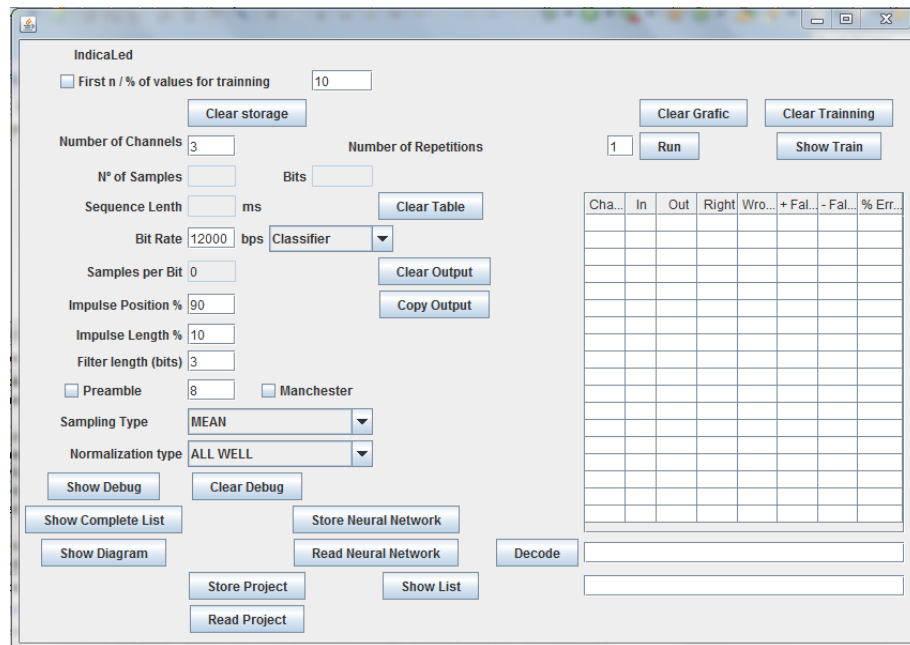 IndicaLed
First n / % of values for trainning 10
Clear storage Clear Grafic Clear Trainning
Number of Channels 3 Number of Repetitions 1 Run Show Train
Nº of Samples Bits
Sequence Lenth ms Clear Table Cha... In Out Right Wro... + Fal... - Fal... % Err...
Bit Rate 12000 bps Classifier
Samples per Bit 0 Clear Output
Impulse Position % 90 Copy Output
Impulse Length % 10
Filter length (bits) 3
Preamble 8 Manchester
Sampling Type MEAN
Normalization type ALL WELL
Show Debug Clear Debug
Show Complete List Store Neural Network
Show Diagram Read Neural Network Decode
Store Project Show List
Read Project